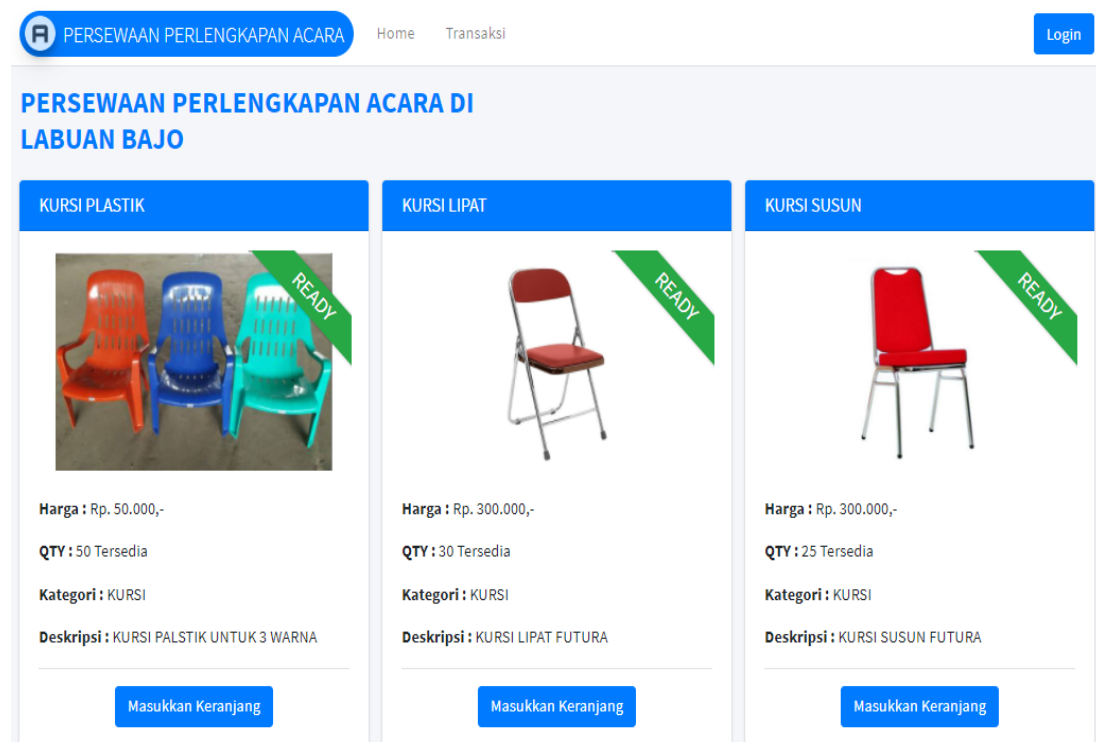 A PERSEWAAN PERLENGKAPAN ACARA Home Transaksi Login
PERSEWAAN PERLENGKAPAN ACARA DI
LABUAN BAJO
KURSI PLASTIK
READY
Harga : Rp. 50.000,-
QTY : 50 Tersedia
Kategori : KURSI
Deskripsi : KURSI PALSTIK UNTUK 3 WARNA
Masukkan Keranjang
KURSI LIPAT
READY
Harga : Rp. 300.000,-
QTY : 30 Tersedia
Kategori : KURSI
Deskripsi : KURSI LIPAT FUTURA
Masukkan Keranjang
KURSI SUSUN
READY
Harga : Rp. 300.000,-
QTY : 25 Tersedia
Kategori : KURSI
Deskripsi : KURSI SUSUN FUTURA
Masukkan Keranjang